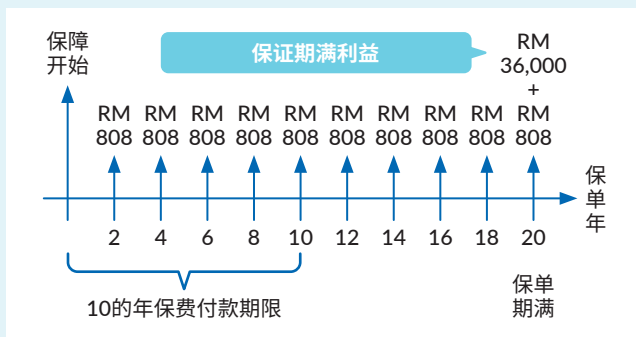 保障
开始
保证期满利益
RM
36,000
+
RM RM RM RM RM RM RM RM RM RM
808 808 808 808 808 808 808 808 808 808
保
单
年
2 4 6 8 10 12 14 16 18 20
10的年保费付款期限
保单
期满